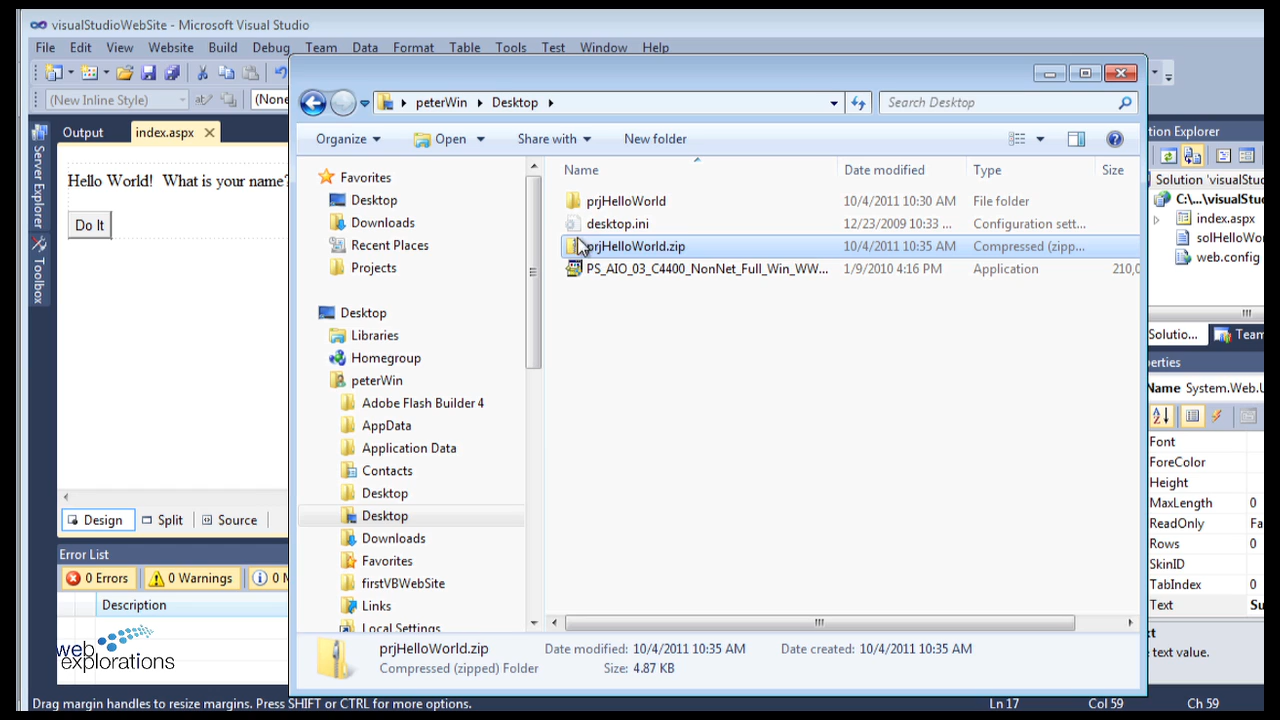 visualStudioWebSite - Microsoft Visual Studio
File Edit View Website Build Debug Team Data Format Table Tools Test Window Help
(New Inline Style) (None
peterWin Desktop
Search Desktop
Organize Open Share with New folder
Output index.aspx
Hello World! What is your name?
Do It
Server Explorer
Toolbox
Favorites
Desktop
Downloads
Recent Places
Projects
Desktop
Libraries
Homegroup
peterWin
Adobe Flash Builder 4
AppData
Application Data
Contacts
Desktop
Desktop
Downloads
Favorites
firstVBWebSite
Links
Local Settings
Name Date modified Type Size
prjHelloWorld 10/4/2011 10:30 AM File folder
desktop.ini 12/23/2009 10:33 ... Configuration sett...
prjHelloWorld.zip 10/4/2011 10:35 AM Compressed (zipp...
PS_AIO_03_C4400_NonNet_Full_Win_WW... 1/9/2010 4:16 PM Application 210,0
prjHelloWorld.zip Date modified: 10/4/2011 10:35 AM Date created: 10/4/2011 10:35 AM
Compressed (zipped) Folder Size: 4.87 KB
tion Explorer
Solution 'visualStud
C:\...\visualStu
index.aspx
solHelloWo
web.config
Solutio... Team
erties
Name System.Web.U
Font
ForeColor
Height
MaxLength 0
ReadOnly Fa
Rows 0
SkinID
TabIndex 0
Text Su
t
e text value.
Design Split Source
Error List
0 Errors 0 Warnings 0 M
Description
web
explorations
Drag margin handles to resize margins. Press SHIFT or CTRL for more options. Ln 17 Col 59 Ch 59